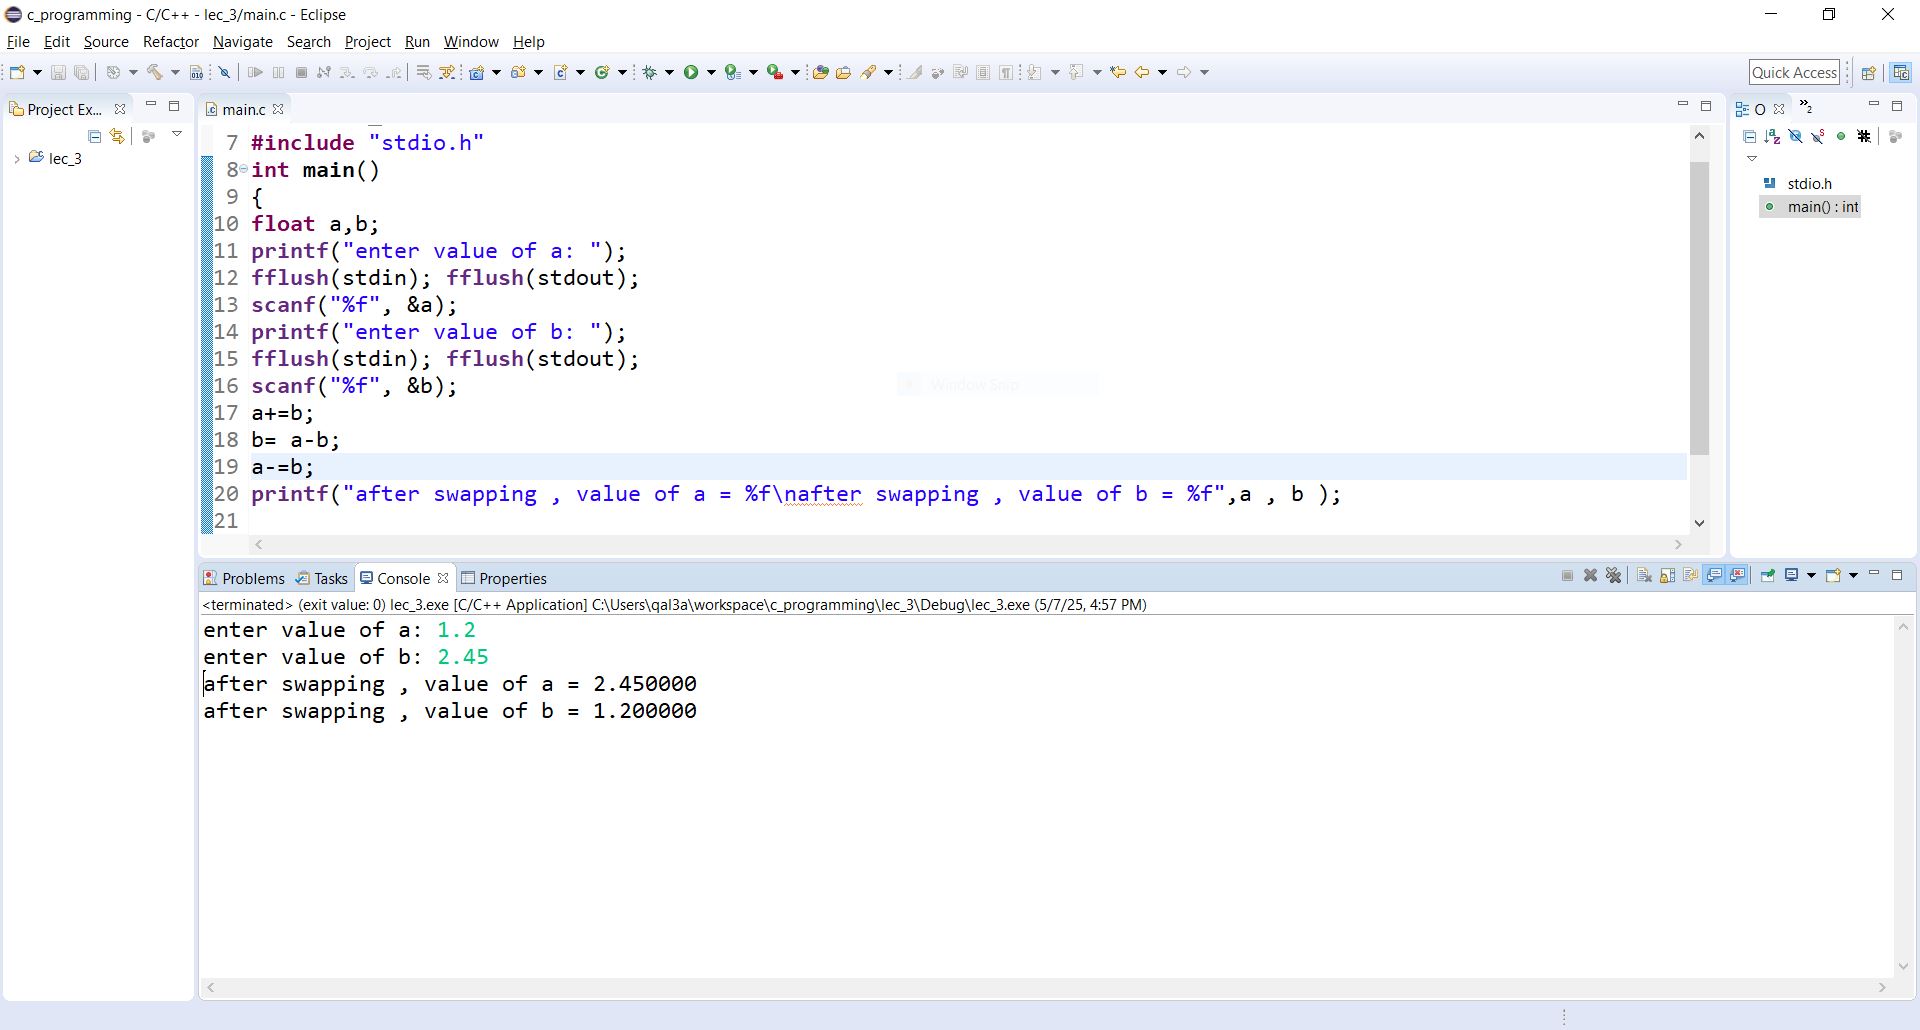 c_programming - C/C++ - lec_3/main.c - Eclipse
File Edit Source Refactor Navigate Search Project Run Window Help
Quick Access
Project Ex...
lec_3
main.c
7 #include "stdio.h"
8 int main()
9 {
10 float a,b;
11 printf("enter value of a: ");
12 fflush(stdin); fflush(stdout);
13 scanf("%f", &a);
14 printf("enter value of b: ");
15 fflush(stdin); fflush(stdout);
16 scanf("%f", &b);
17 a+=b;
18 b= a-b;
19 a-=b;
20 printf("after swapping , value of a = %f\nafter swapping , value of b = %f",a , b );
21
Window Snip
O
»2
stdio.h
main() : int
Problems Tasks Console Properties
<terminated> (exit value: 0) lec_3.exe [C/C++ Application] C:\Users\qal3a\workspace\c_programming\lec_3\Debug\lec_3.exe (5/7/25, 4:57 PM)
enter value of a: 1.2
enter value of b: 2.45
after swapping , value of a = 2.450000
after swapping , value of b = 1.200000